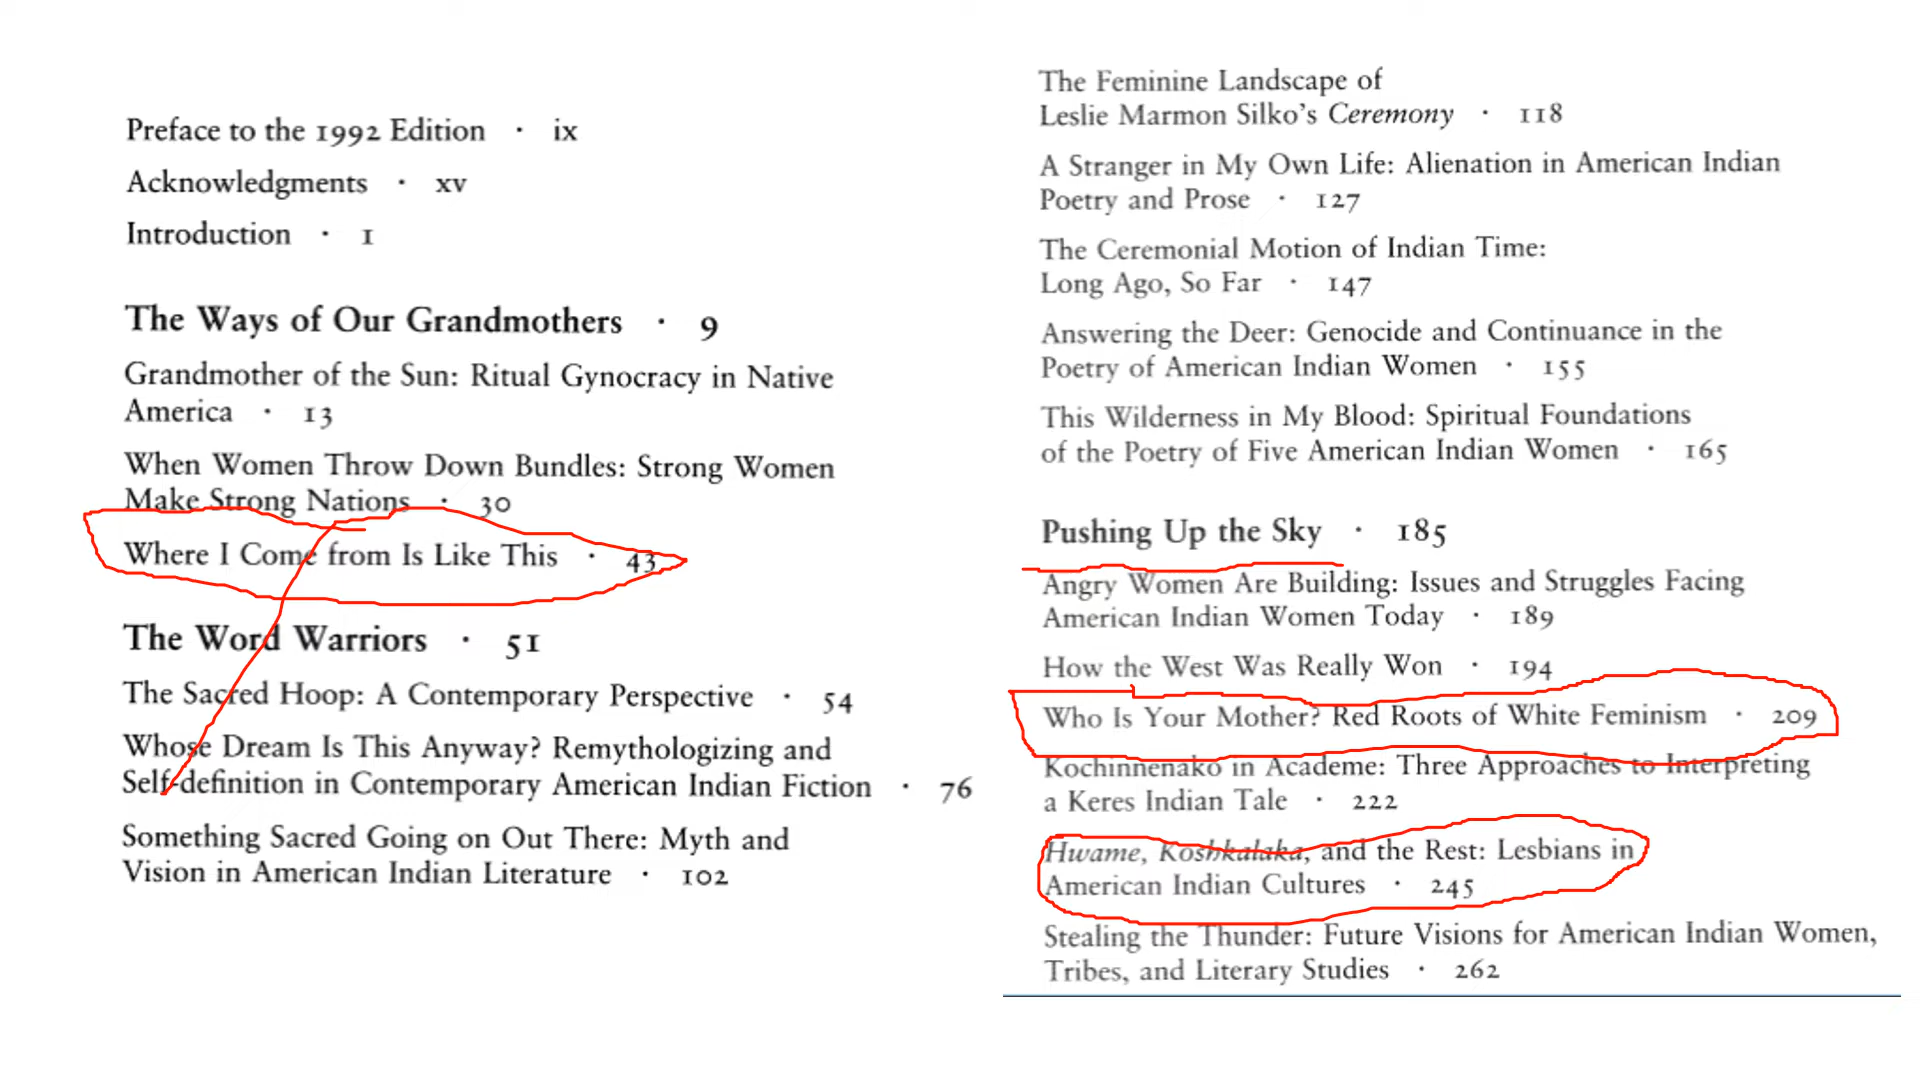 Preface to the 1992 Edition · ix
Acknowledgments · xv
Introduction · 1
The Ways of Our Grandmothers · 9
Grandmother of the Sun: Ritual Gynocracy in Native
America · 13
When Women Throw Down Bundles: Strong Women
Make Strong Nations · 30
Where I Come from Is Like This · 43
The Word Warriors · 51
The Sacred Hoop: A Contemporary Perspective · 54
Whose Dream Is This Anyway? Remythologizing and
Self-definition in Contemporary American Indian Fiction · 76
Something Sacred Going on Out There: Myth and
Vision in American Indian Literature · 102
The Feminine Landscape of
Leslie Marmon Silko's Ceremony · 118
A Stranger in My Own Life: Alienation in American Indian
Poetry and Prose · 127
The Ceremonial Motion of Indian Time:
Long Ago, So Far · 147
Answering the Deer: Genocide and Continuance in the
Poetry of American Indian Women · 155
This Wilderness in My Blood: Spiritual Foundations
of the Poetry of Five American Indian Women · 165
Pushing Up the Sky · 185
Angry Women Are Building: Issues and Struggles Facing
American Indian Women Today · 189
How the West Was Really Won · 194
Who Is Your Mother? Red Roots of White Feminism · 209
Kochinnenako in Academe: Three Approaches to Interpreting
a Keres Indian Tale · 222
Hwame, Koshkalaka, and the Rest: Lesbians in
American Indian Cultures · 245
Stealing the Thunder: Future Visions for American Indian Women,
Tribes, and Literary Studies · 262